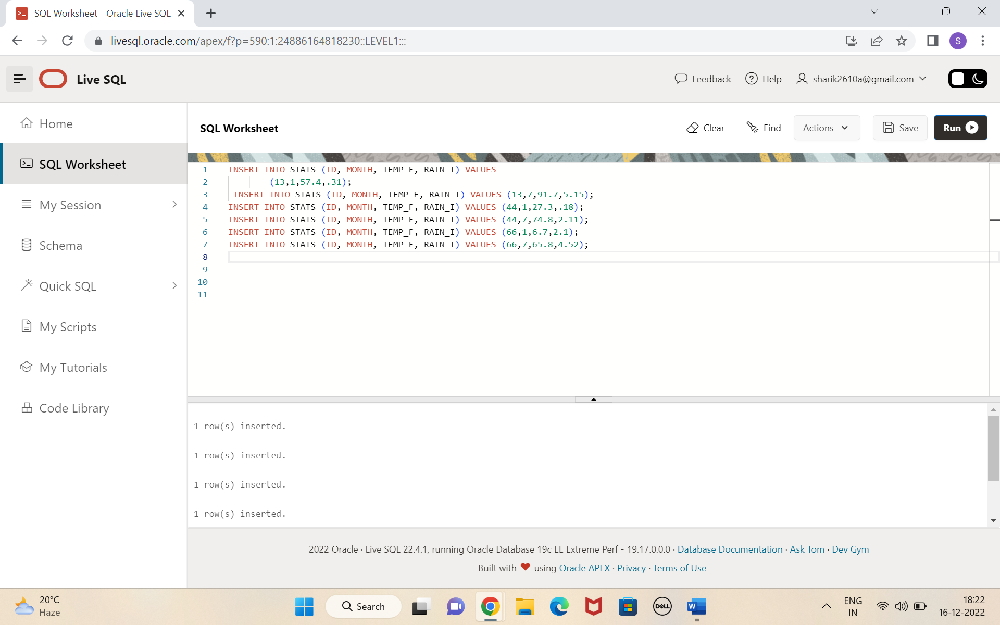 SQL Worksheet - Oracle Live SQL
livesql.oracle.com/apex/f?p=590:1:24886164818230::LEVEL1:::
S
Live SQL
Feedback
Help
sharik2610a@gmail.com
Home
SQL Worksheet
My Session
Schema
Quick SQL
My Scripts
My Tutorials
Code Library
SQL Worksheet
Clear
Find
Actions
Save
Run
1 INSERT INTO STATS (ID, MONTH, TEMP_F, RAIN_I) VALUES
2 (13,1,57.4,.31);
3 INSERT INTO STATS (ID, MONTH, TEMP_F, RAIN_I) VALUES (13,7,91.7,5.15);
4 INSERT INTO STATS (ID, MONTH, TEMP_F, RAIN_I) VALUES (44,1,27.3,.18);
5 INSERT INTO STATS (ID, MONTH, TEMP_F, RAIN_I) VALUES (44,7,74.8,2.11);
6 INSERT INTO STATS (ID, MONTH, TEMP_F, RAIN_I) VALUES (66,1,6.7,2.1);
7 INSERT INTO STATS (ID, MONTH, TEMP_F, RAIN_I) VALUES (66,7,65.8,4.52);
8
9
10
11
1 row(s) inserted.
1 row(s) inserted.
1 row(s) inserted.
1 row(s) inserted.
2022 Oracle · Live SQL 22.4.1, running Oracle Database 19c EE Extreme Perf - 19.17.0.0.0 · Database Documentation · Ask Tom · Dev Gym
Built with ❤ using Oracle APEX · Privacy · Terms of Use
20°C
Haze
Search
DELL
W
ENG
IN
18:22
16-12-2022